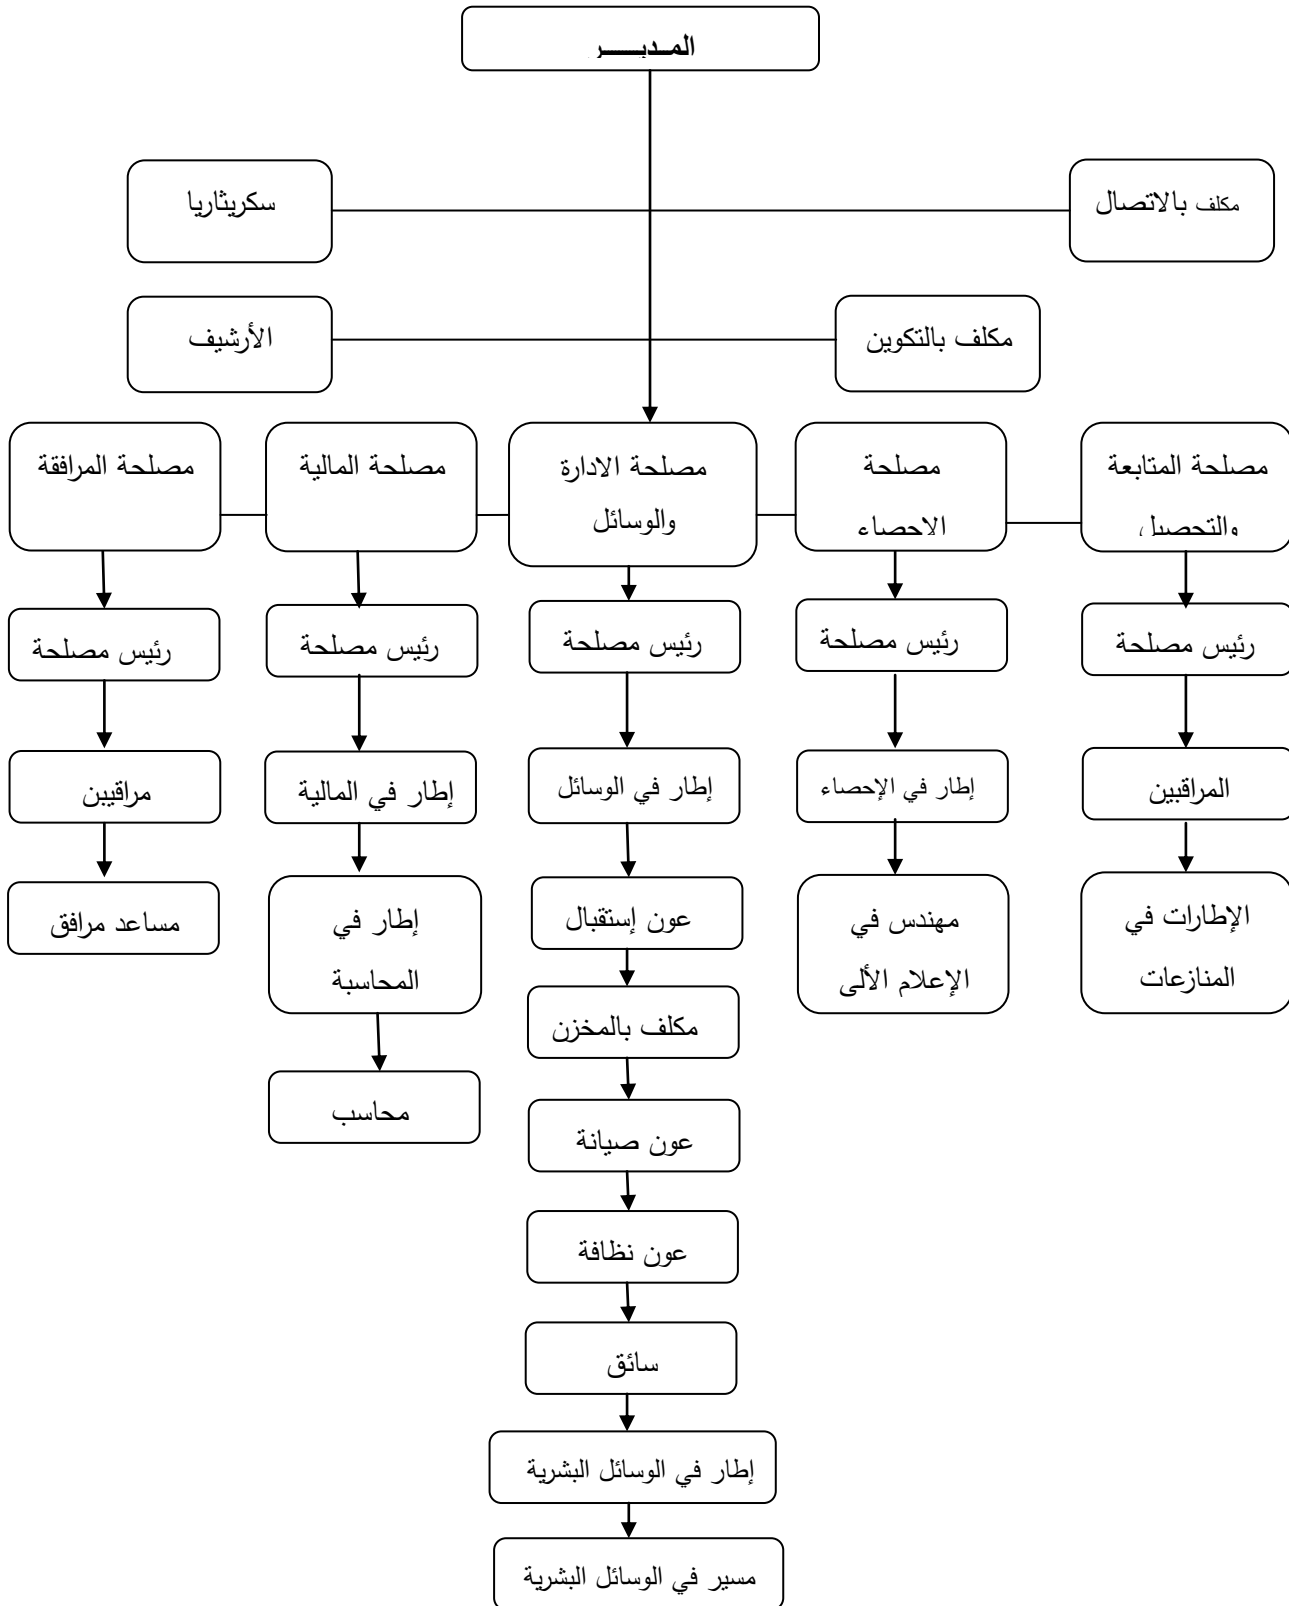 المــديـــــر
مكلف بالاتصال
سكريثاريا
مكلف بالتكوين
الأرشيف
مصلحة المتابعة
والتحصيل
مصلحة
الاحصاء
مصلحة الادارة
والوسائل
مصلحة المالية
مصلحة المرافقة
رئيس مصلحة
رئيس مصلحة
رئيس مصلحة
رئيس مصلحة
رئيس مصلحة
المراقبين
إطار في الإحصاء
إطار في الوسائل
إطار في المالية
مراقيبن
الإطارات في
المنازعات
مهندس في
الإعلام الألى
عون إستقبال
إطار في
المحاسبة
مساعد مرافق
مكلف بالمخزن
محاسب
عون صيانة
عون نظافة
سائق
إطار في الوسائل البشرية
مسير في الوسائل البشرية